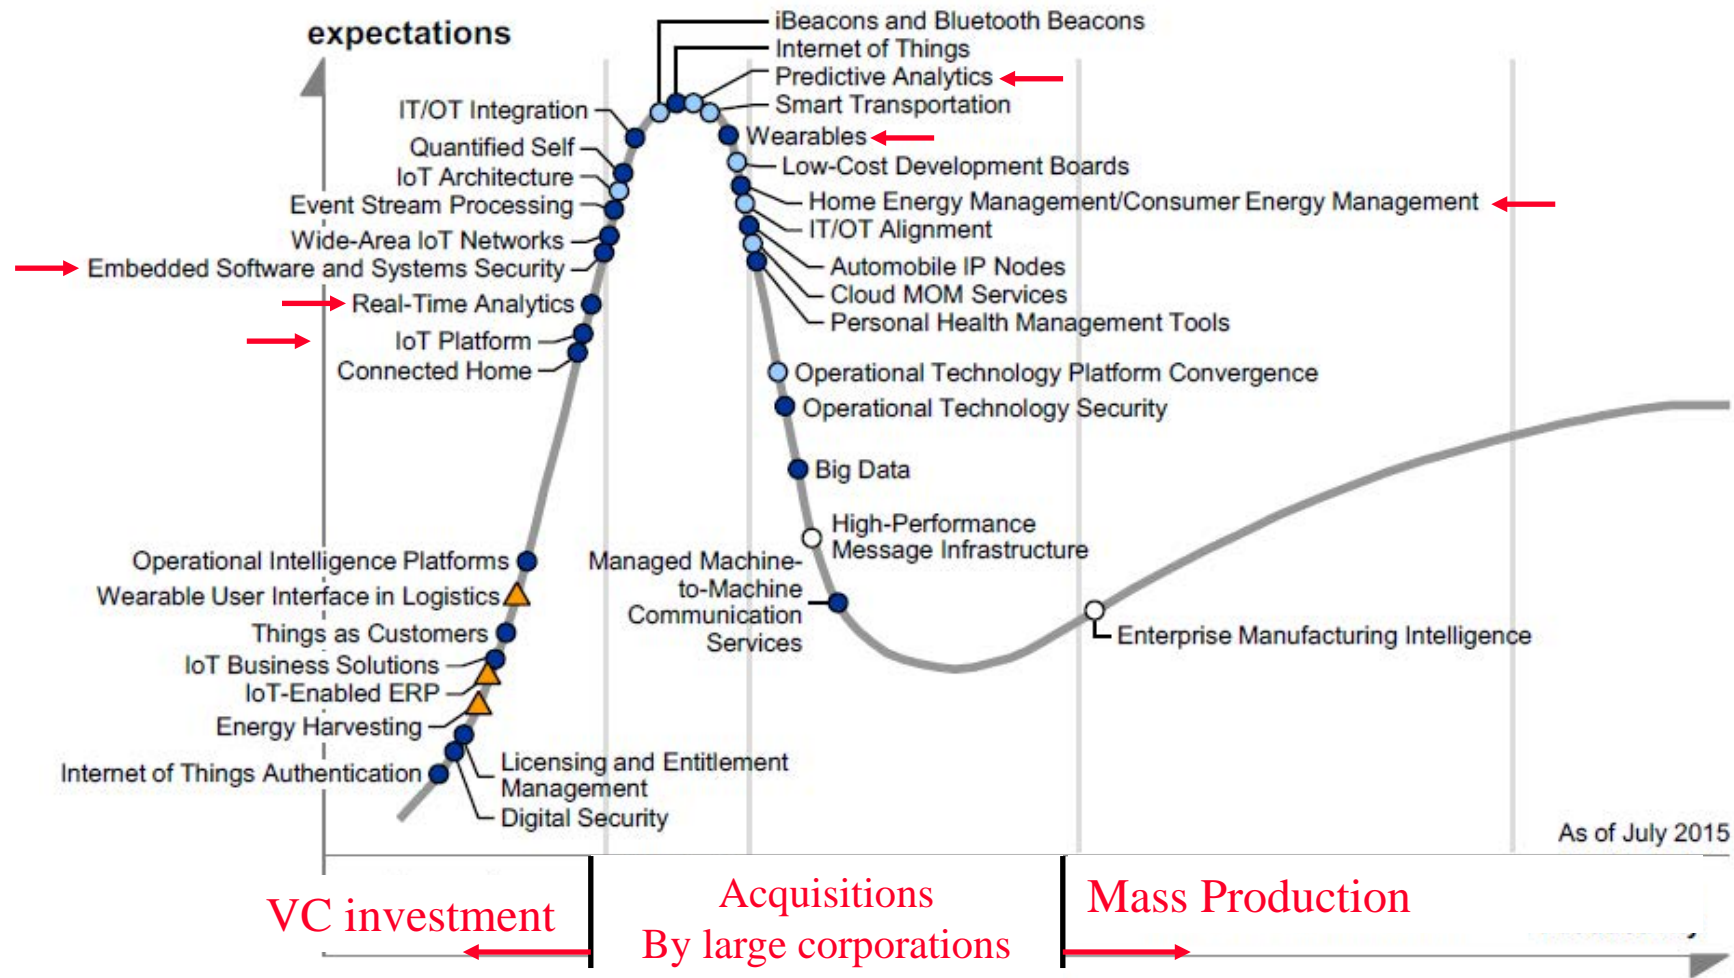 expectations
iBeacons and Bluetooth Beacons
Internet of Things
Predictive Analytics
Smart Transportation
Wearables
Low-Cost Development Boards
Home Energy Management/Consumer Energy Management
IT/OT Alignment
Automobile IP Nodes
Cloud MOM Services
Personal Health Management Tools
Operational Technology Platform Convergence
Operational Technology Security
Big Data
High-Performance
Message Infrastructure
Managed Machine-
to-Machine
Communication
Services
Enterprise Manufacturing Intelligence
IT/OT Integration
Quantified Self
IoT Architecture
Event Stream Processing
Wide-Area IoT Networks
Embedded Software and Systems Security
Real-Time Analytics
IoT Platform
Connected Home
Operational Intelligence Platforms
Wearable User Interface in Logistics
Things as Customers
IoT Business Solutions
IoT-Enabled ERP
Energy Harvesting
Internet of Things Authentication
Licensing and Entitlement
Management
Digital Security
As of July 2015
VC investment
Acquisitions
By large corporations
Mass Production